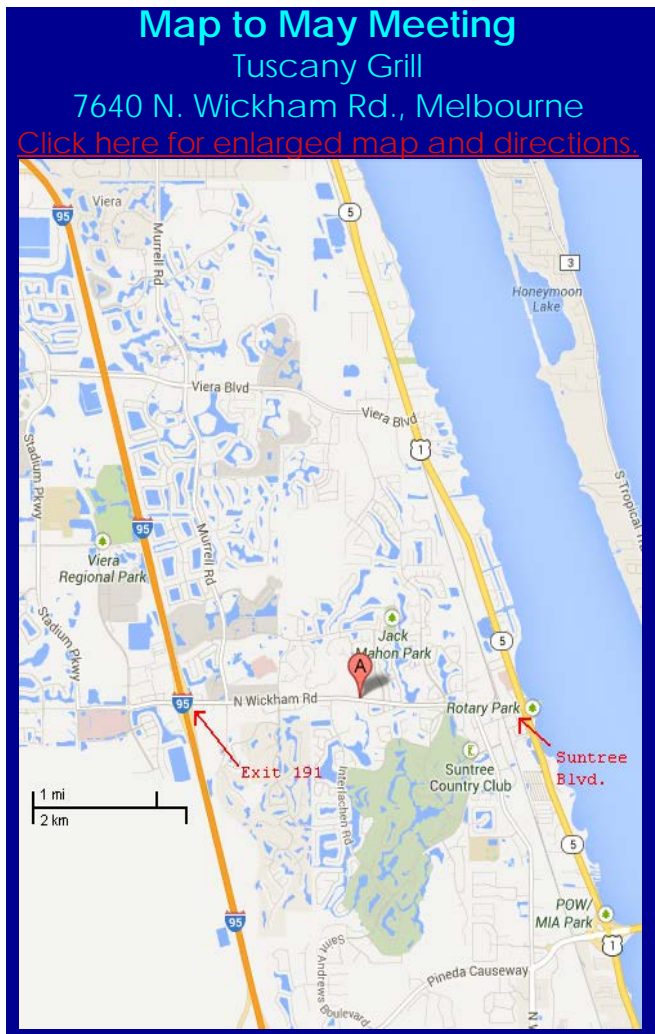 Map to May Meeting
Tuscany Grill
7640 N. Wickham Rd., Melbourne
Click here for enlarged map and directions.
Viera
95
5
Murrell Rd
3
Honeymoon
Lake
Viera Blvd
Viera Blvd
1
Stadium Pkwy
S Tropical
95
Murrell Rd
Viera
Regional Park
Jack
Mahon Park
Stadium Pkwy
5
A
95
N Wickham Rd
Rotary Park
Exit 191
Suntree
Blvd.
Suntree
Country Club
Interlachen Rd
1 mi
2 km
5
95
POW/
MIA Park
1
Saint
Andrews
Boulevard
Pineda Causeway
N W